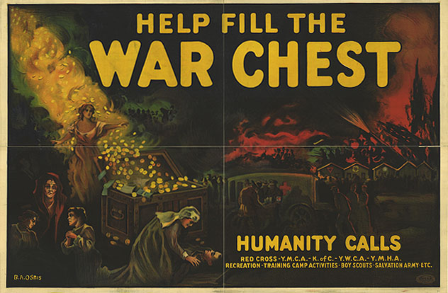 HELP FILL THE
WAR CHEST
HUMANITY CALLS
RED CROSS - Y.M.C.A. - K. of C. - Y.W.C.A. - Y.M.H.A.
RECREATION - TRAINING CAMP ACTIVITIES - BOY SCOUTS - SALVATION ARMY ETC.